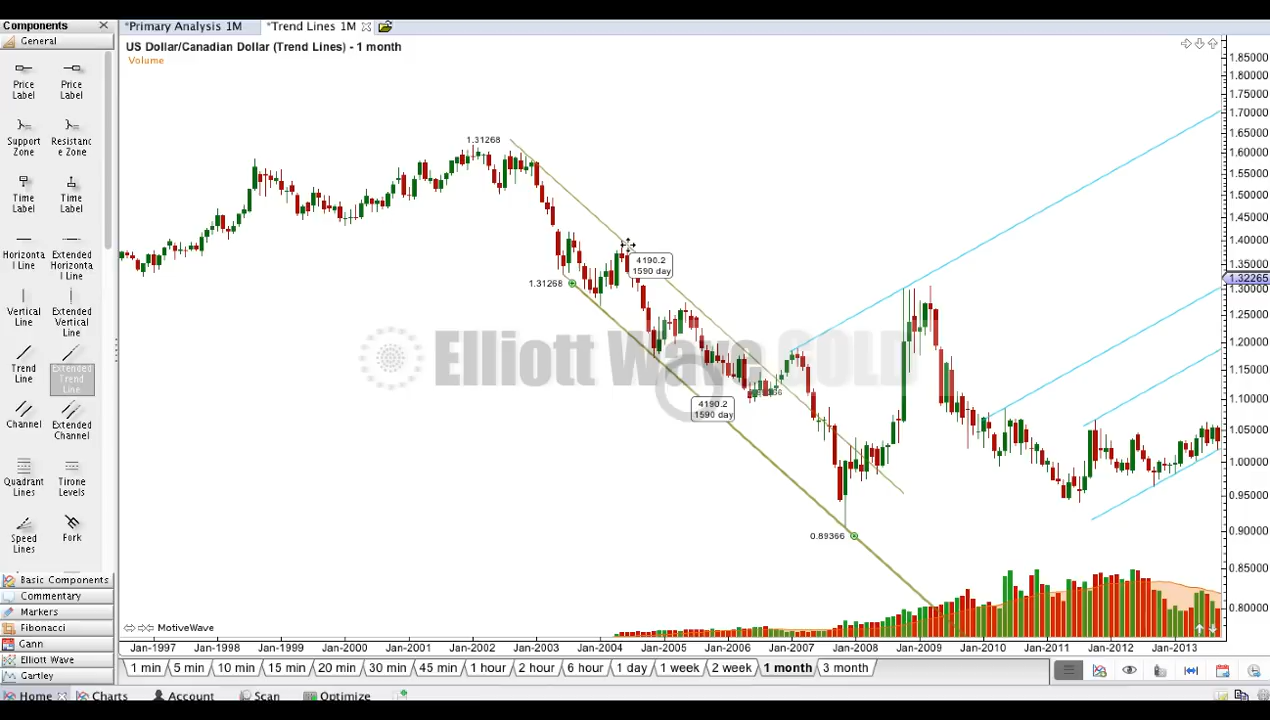 Components
*Primary Analysis 1M
*Trend Lines 1M
General
US Dollar/Canadian Dollar (Trend Lines) - 1 month
Volume
Price Label
Price Label
Support Zone
Resistanc e Zone
Time Label
Time Label
Horizonta l Line
Extended Horizonta l Line
Vertical Line
Extended Vertical Line
Trend Line
Extended Trend Line
Channel
Extended Channel
Quadrant Lines
Tirone Levels
Speed Lines
Fork
Basic Components
Commentary
Markers
Fibonacci
Gann
Elliott Wave
Gartley
1.31268
4190.2
1590 day
1.31268
Elliott Wave GOLD
4190.2
1590 day
0.89366
1.85000
1.80000
1.75000
1.70000
1.65000
1.60000
1.55000
1.50000
1.45000
1.40000
1.35000
1.32265
1.30000
1.25000
1.20000
1.15000
1.10000
1.05000
1.00000
0.95000
0.90000
0.85000
0.80000
MotiveWave
Jan-1997 Jan-1998 Jan-1999 Jan-2000 Jan-2001 Jan-2002 Jan-2003 Jan-2004 Jan-2005 Jan-2006 Jan-2007 Jan-2008 Jan-2009 Jan-2010 Jan-2011 Jan-2012 Jan-2013
1 min 5 min 10 min 15 min 20 min 30 min 45 min 1 hour 2 hour 6 hour 1 day 1 week 2 week 1 month 3 month
Home Charts Account Scan Optimize